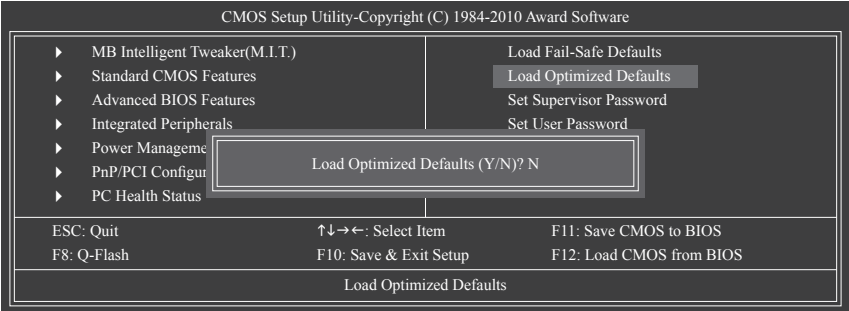 CMOS Setup Utility-Copyright (C) 1984-2010 Award Software
MB Intelligent Tweaker(M.I.T.)
Standard CMOS Features
Advanced BIOS Features
Integrated Peripherals
Power Manageme
PnP/PCI Configur
PC Health Status
Load Fail-Safe Defaults
Load Optimized Defaults
Set Supervisor Password
Set User Password
Load Optimized Defaults (Y/N)? N
ESC: Quit
↑↓→←: Select Item
F11: Save CMOS to BIOS
F8: Q-Flash
F10: Save & Exit Setup
F12: Load CMOS from BIOS
Load Optimized Defaults